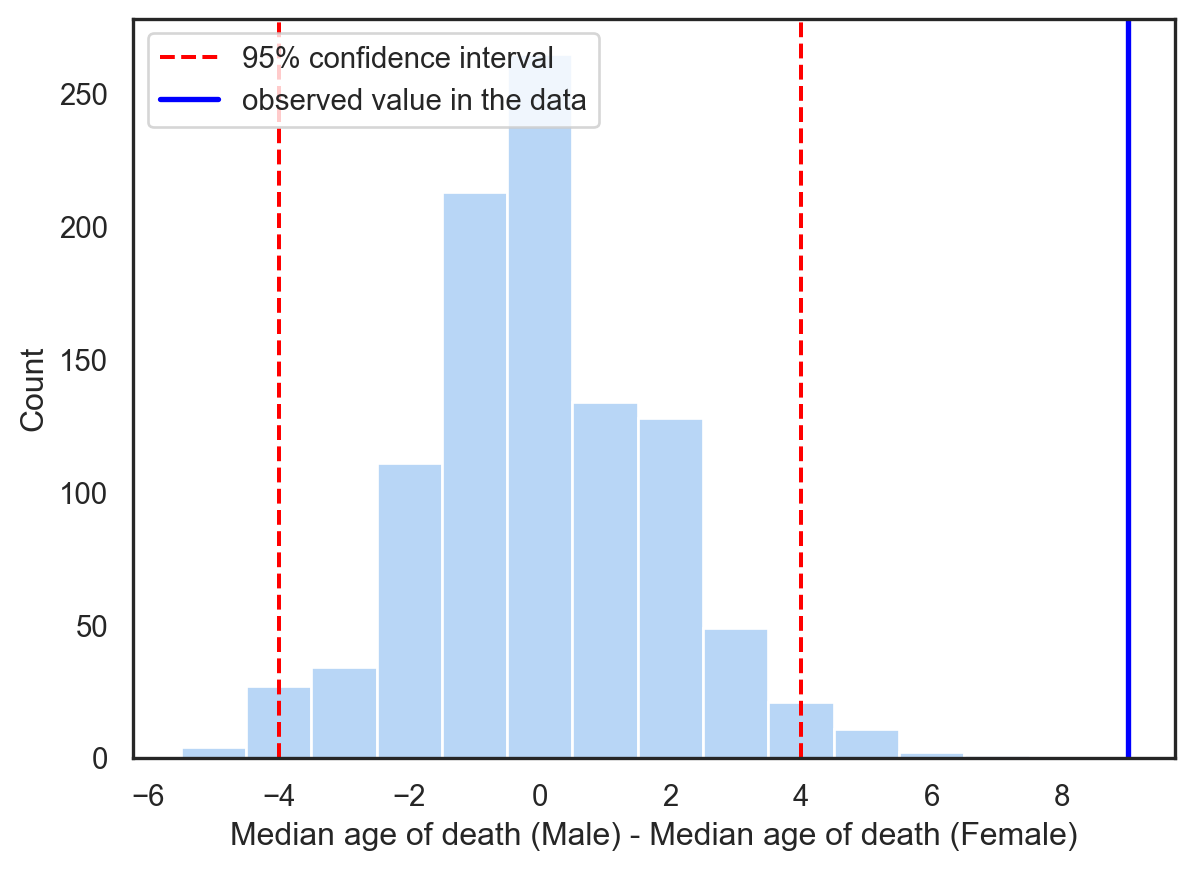 95% confidence interval
observed value in the data
250
200
150
100
50
0
Count
−6 −4 −2 0 2 4 6 8
Median age of death (Male) - Median age of death (Female)